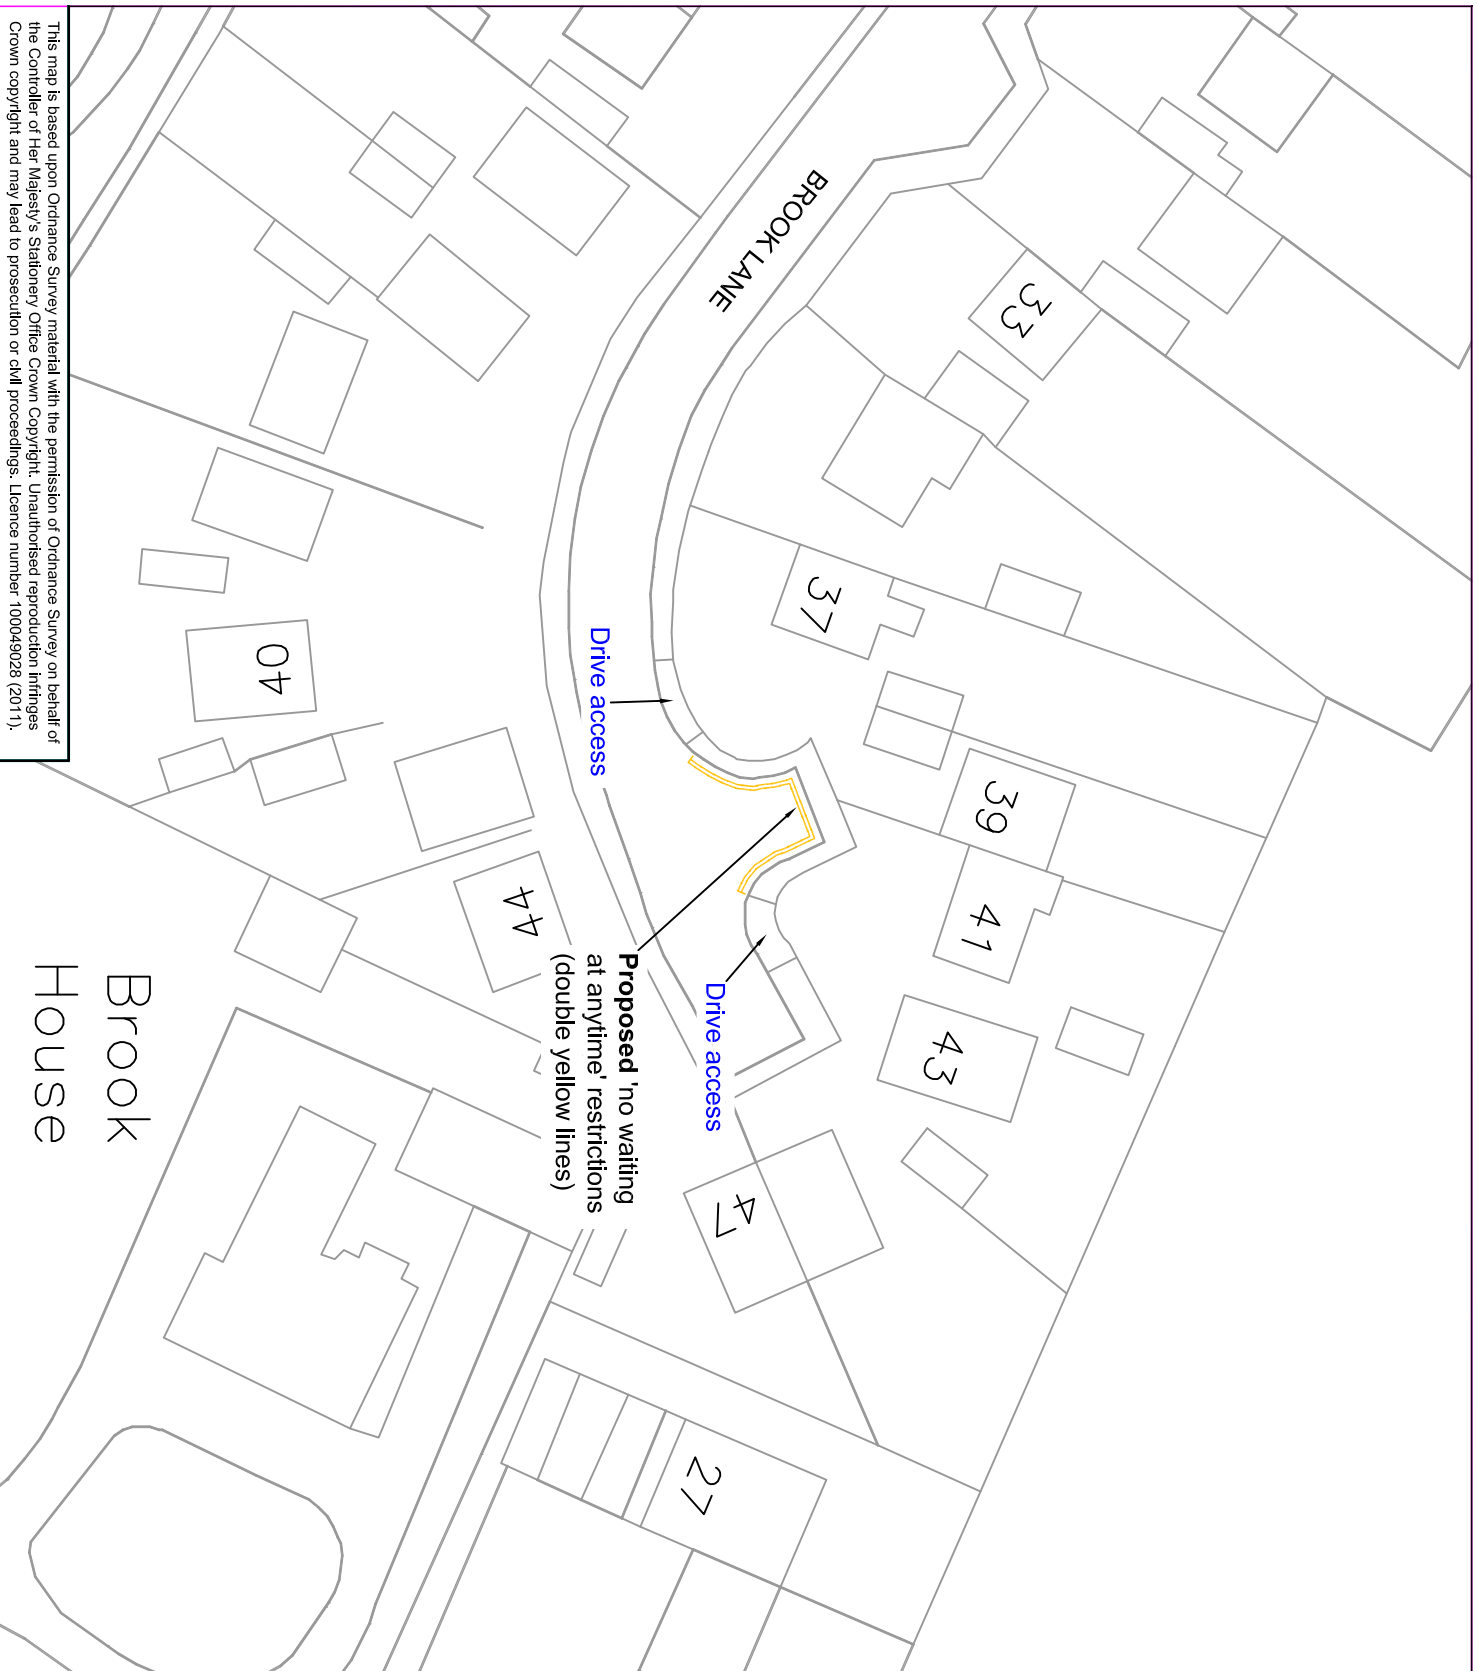 BROOK LANE
33
37
39
41
43
47
27
40
44
Drive access
Drive access
Proposed 'no waiting
at anytime' restrictions
(double yellow lines)
Brook
House
This map is based upon Ordnance Survey material with the permission of Ordnance Survey on behalf of
the Controller of Her Majesty's Stationery Office Crown Copyright. Unauthorised reproduction infringes
Crown copyright and may lead to prosecution or civil proceedings. Licence number 100049028 (2011).